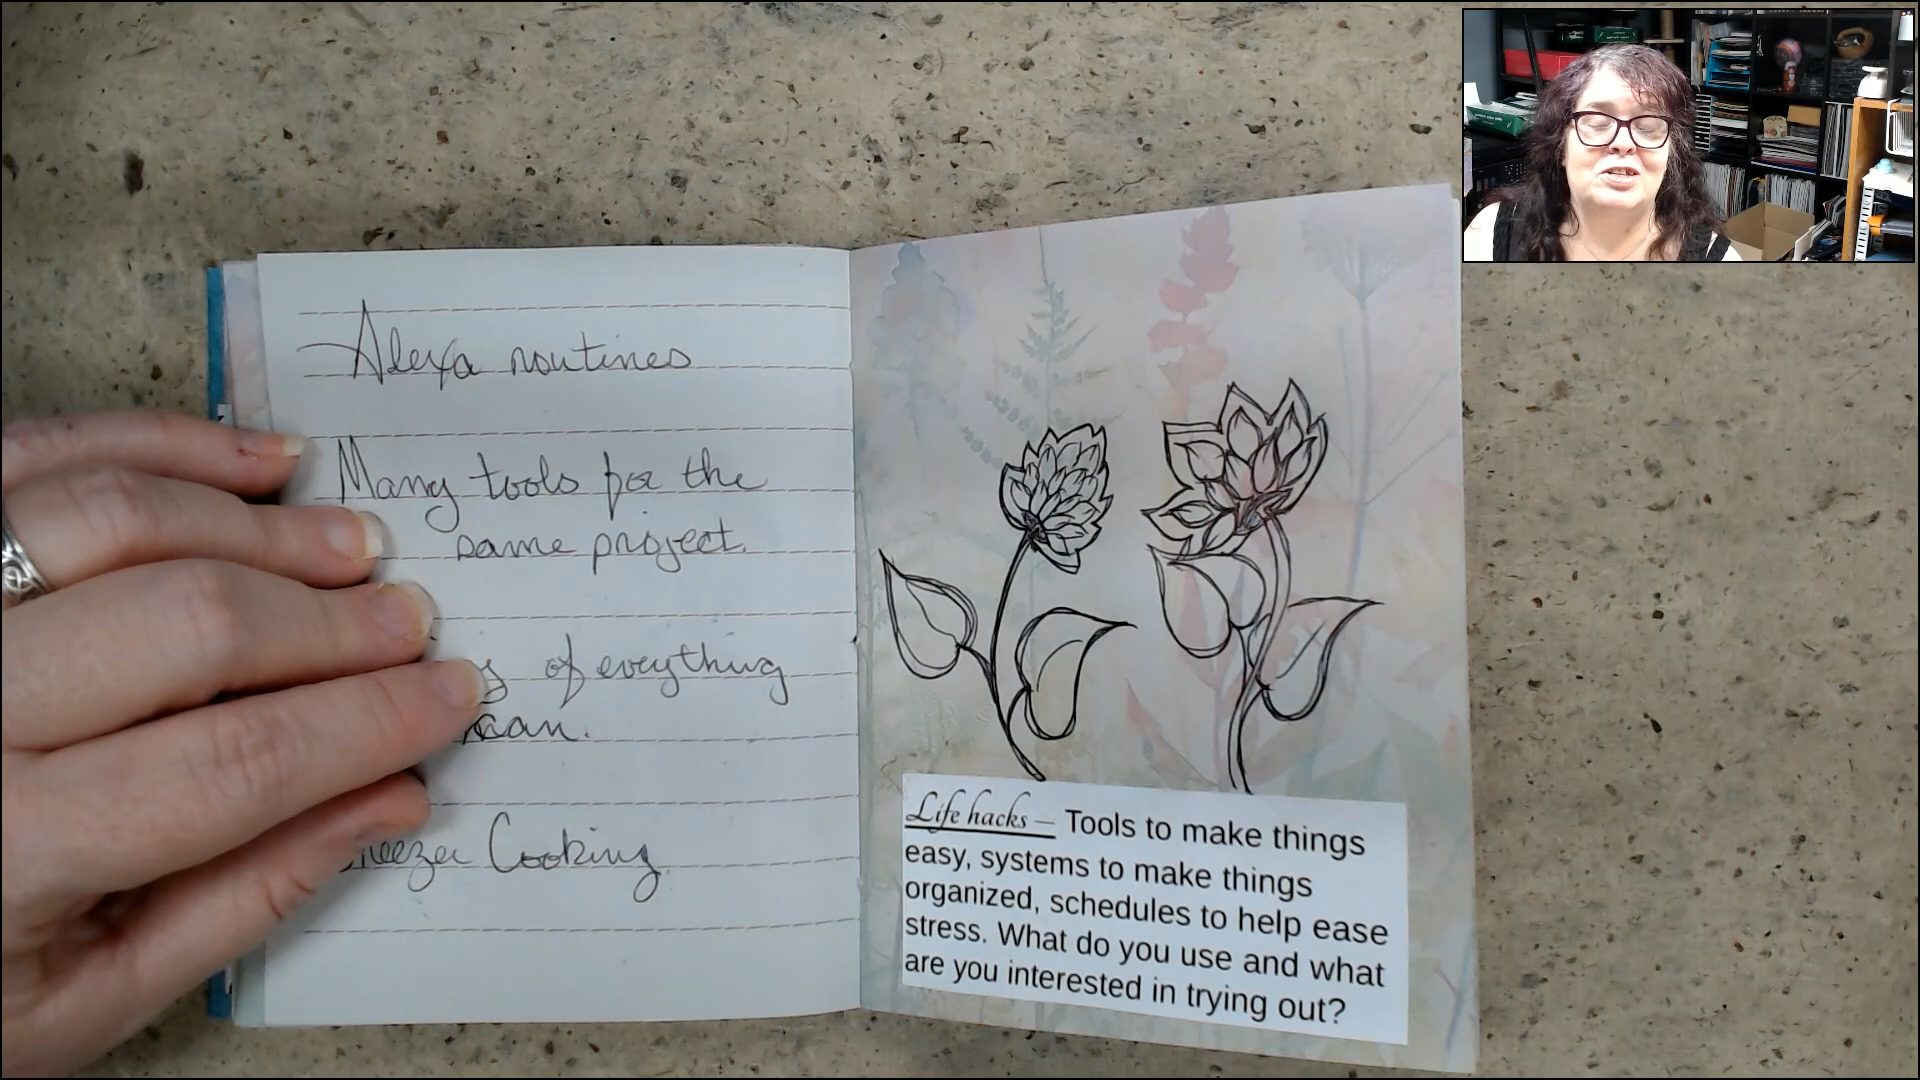 Alexa routines
Many tools for the
same project.
of everything
can.
Cooking
Life hacks – Tools to make things
easy, systems to make things
organized, schedules to help ease
stress. What do you use and what
are you interested in trying out?